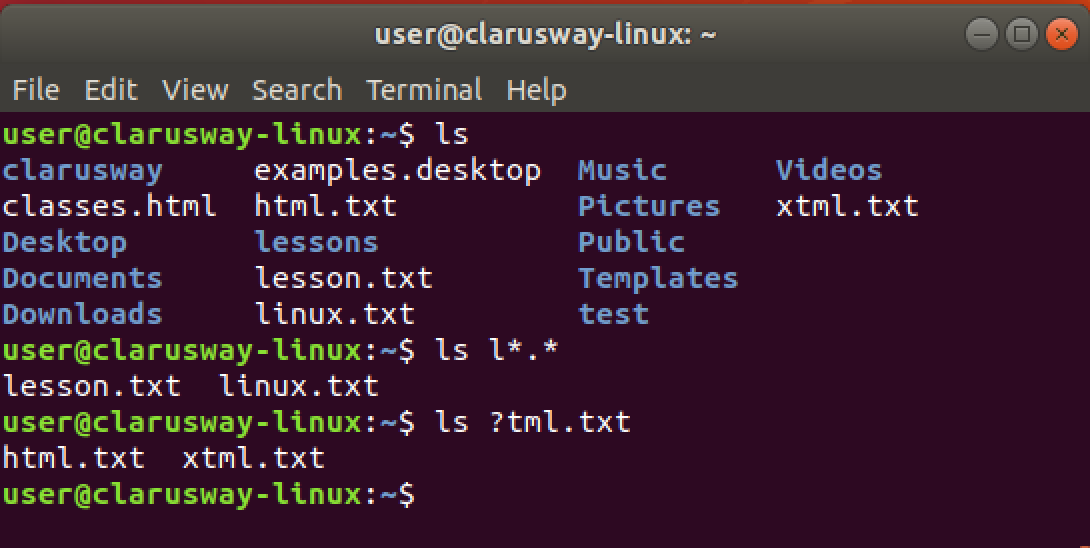 user@clarusway-linux: ~
File Edit View Search Terminal Help
user@clarusway-linux:~$ ls
clarusway examples.desktop Music Videos
classes.html html.txt Pictures xtml.txt
Desktop lessons Public
Documents lesson.txt Templates
Downloads linux.txt test
user@clarusway-linux:~$ ls l*.*
lesson.txt linux.txt
user@clarusway-linux:~$ ls ?tml.txt
html.txt xtml.txt
user@clarusway-linux:~$